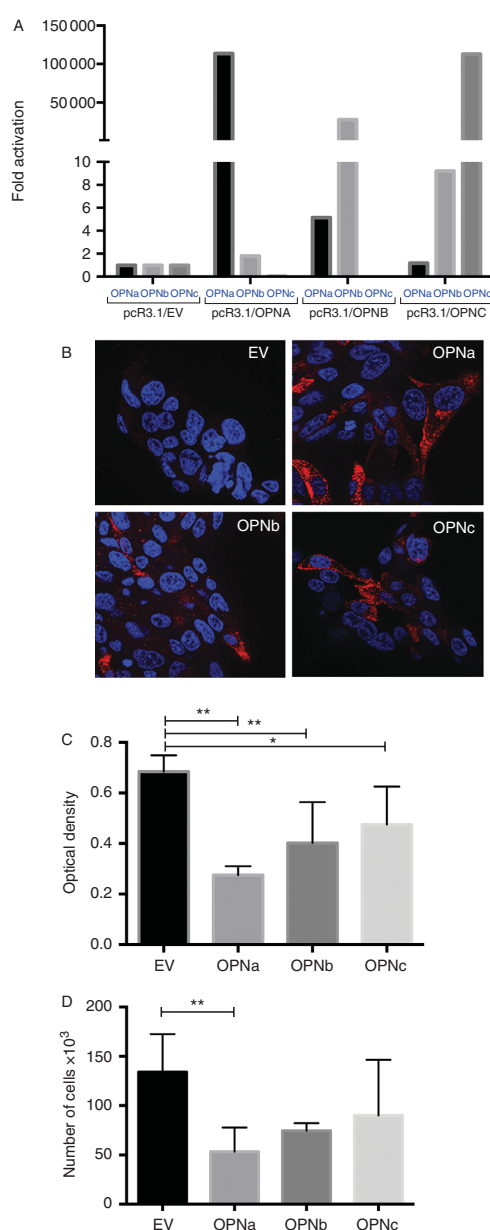 A
150 000
100 000
50 000
10
8
6
4
2
0
Fold activation
OPNa OPNb OPNc OPNa OPNb OPNc OPNa OPNb OPNc OPNa OPNb OPNc
pcR3.1/EV pcR3.1/OPNA pcR3.1/OPNB pcR3.1/OPNC
B
EV
OPNa
OPNb
OPNc
C
**
**
*
0.8
0.6
0.4
0.2
0.0
Optical density
EV OPNa OPNb OPNc
D
**
200
150
100
50
0
Number of cells ×10³
EV OPNa OPNb OPNc